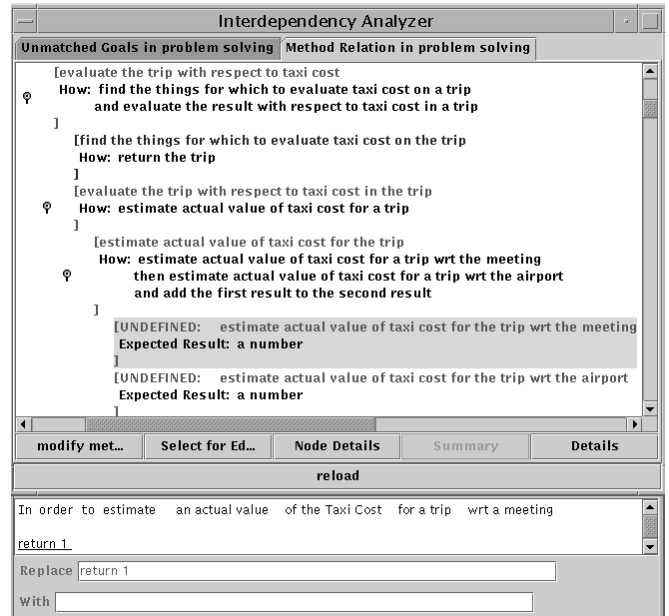 Interdependency Analyzer
Unmatched Goals in problem solving Method Relation in problem solving
[evaluate the trip with respect to taxi cost
How: find the things for which to evaluate taxi cost on a trip
and evaluate the result with respect to taxi cost in a trip
]
[find the things for which to evaluate taxi cost on the trip
How: return the trip
]
[evaluate the trip with respect to taxi cost in the trip
How: estimate actual value of taxi cost for a trip
]
[estimate actual value of taxi cost for the trip
How: estimate actual value of taxi cost for a trip wrt the meeting
then estimate actual value of taxi cost for a trip wrt the airport
and add the first result to the second result
]
[UNDEFINED: estimate actual value of taxi cost for the trip wrt the meeting
Expected Result: a number
]
[UNDEFINED: estimate actual value of taxi cost for the trip wrt the airport
Expected Result: a number
]
modify met... Select for Ed... Node Details Summary Details
reload
In order to estimate an actual value of the Taxi Cost for a trip wrt a meeting
return 1
Replace return 1
With